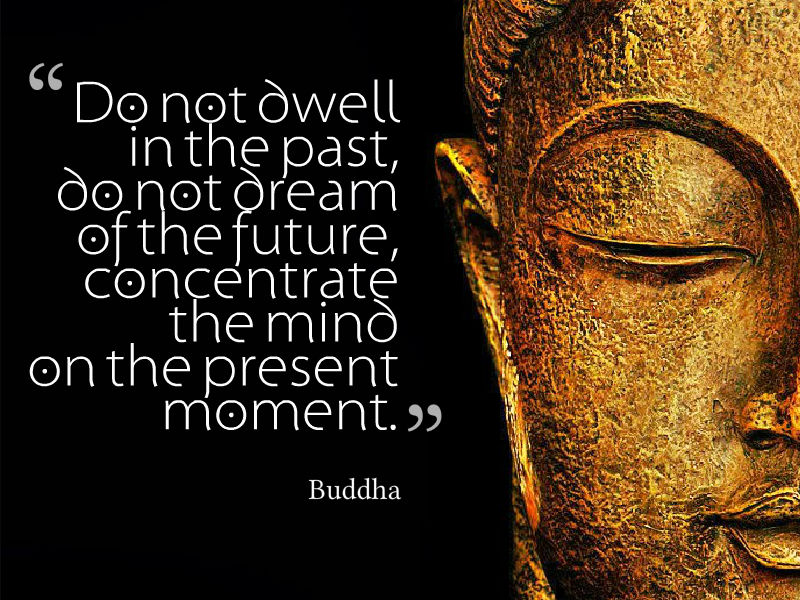 “Do not dwell
in the past,
do not dream
of the future,
concentrate
the mind
on the present
moment.”
Buddha